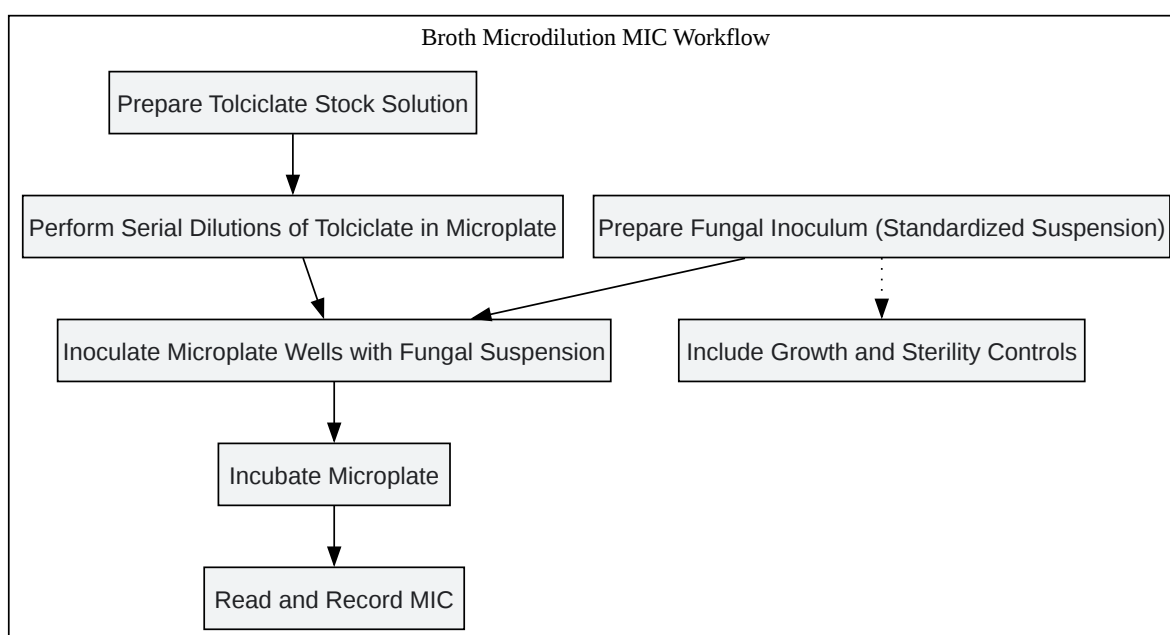 Broth Microdilution MIC Workflow
Prepare Tolciclate Stock Solution
Perform Serial Dilutions of Tolciclate in Microplate
Prepare Fungal Inoculum (Standardized Suspension)
Inoculate Microplate Wells with Fungal Suspension
Include Growth and Sterility Controls
Incubate Microplate
Read and Record MIC